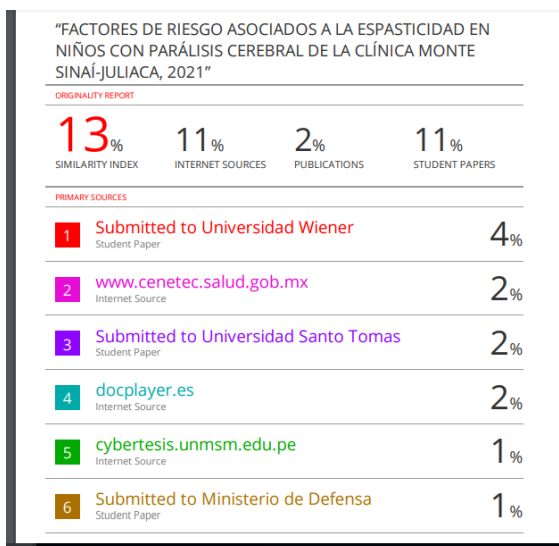 “FACTORES DE RIESGO ASOCIADOS A LA ESPASTICIDAD EN
NIÑOS CON PARÁLISIS CEREBRAL DE LA CLÍNICA MONTE
SINAÍ-JULIACA, 2021”
ORIGINALITY REPORT
13% 11% 2% 11%
SIMILARITY INDEX INTERNET SOURCES PUBLICATIONS STUDENT PAPERS
PRIMARY SOURCES
1 Submitted to Universidad Wiener 4%
Student Paper
2 www.cenetec.salud.gob.mx 2%
Internet Source
3 Submitted to Universidad Santo Tomas 2%
Student Paper
4 docplayer.es 2%
Internet Source
5 cybertesis.unmsm.edu.pe 1%
Internet Source
6 Submitted to Ministerio de Defensa 1%
Student Paper